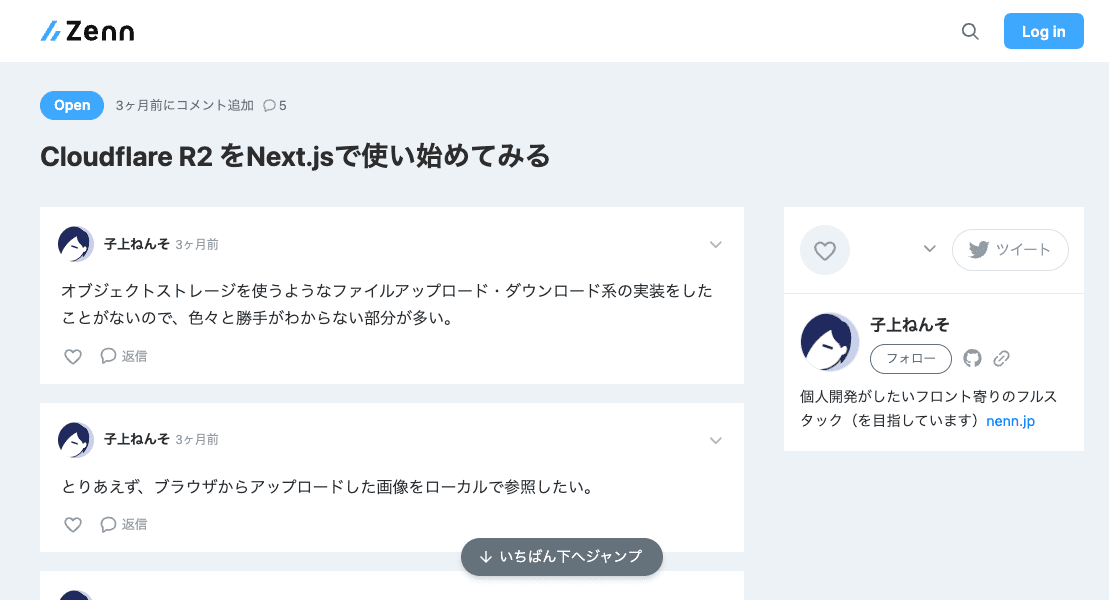 Zenn
Log in
Open 3ヶ月前にコメント追加 5
Cloudflare R2 をNext.jsで使い始めてみる
子上ねんそ 3ヶ月前
オブジェクトストレージを使うようなファイルアップロード・ダウンロード系の実装をした
ことがないので、色々と勝手がわからない部分が多い。
返信
子上ねんそ 3ヶ月前
とりあえず、ブラウザからアップロードした画像をローカルで参照したい。
返信
いちばん下へジャンプ
ツイート
子上ねんそ
フォロー
個人開発がしたいフロント寄りのフルス
タック（を目指しています）nenn.jp